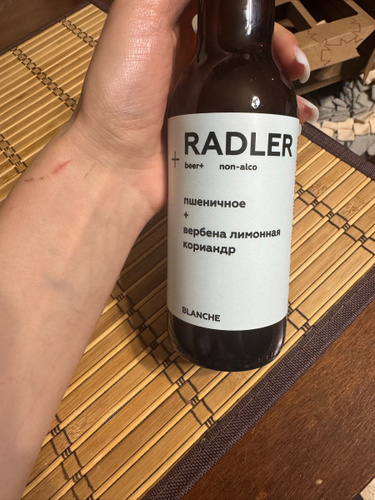 + RADLER
beer+ non-alco
пшеничное
+
вербена лимонная
кориандр
BLANCHE